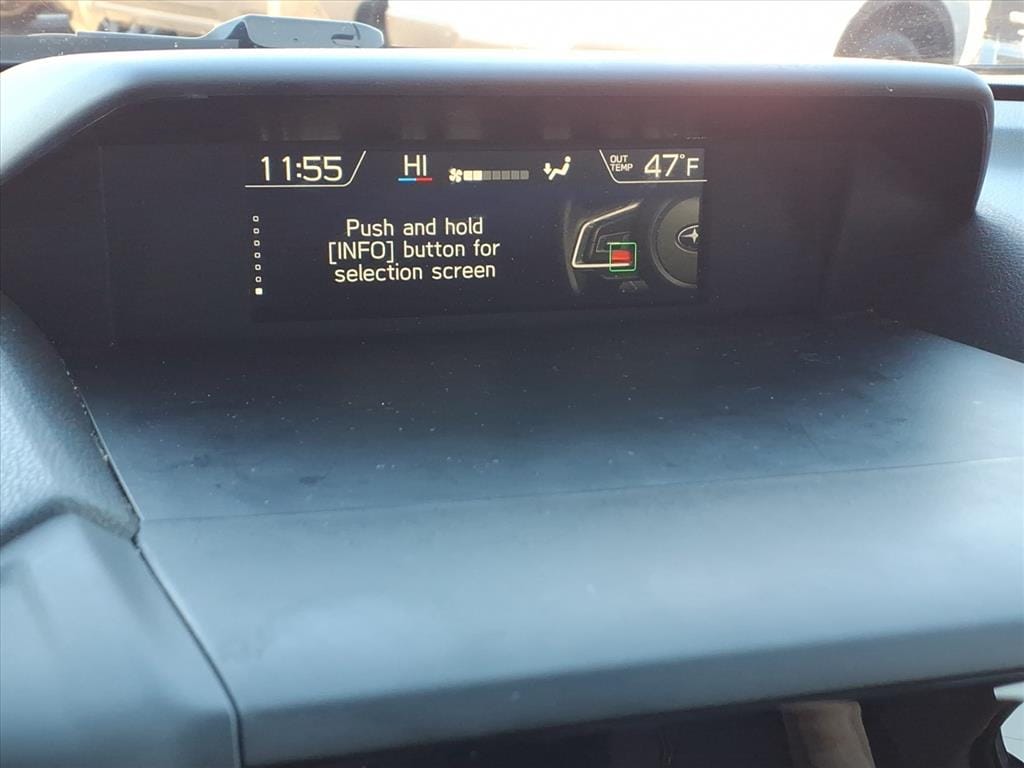 11:55
HI
OUT
TEMP
47°F
Push and hold
[INFO] button for
selection screen